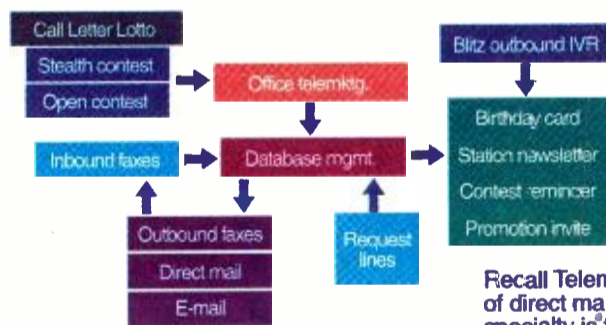 Call Letter Lotto
Stealth contest
Open contest
Office telemktg.
Blitz outbound IVR
Inbound faxes
Database mgmt.
Birthday card
Station newsletter
Contest reminder
Promotion invite
Outbound faxes
Direct mail
E-mail
Request
lines
Recall Telem
of direct ma